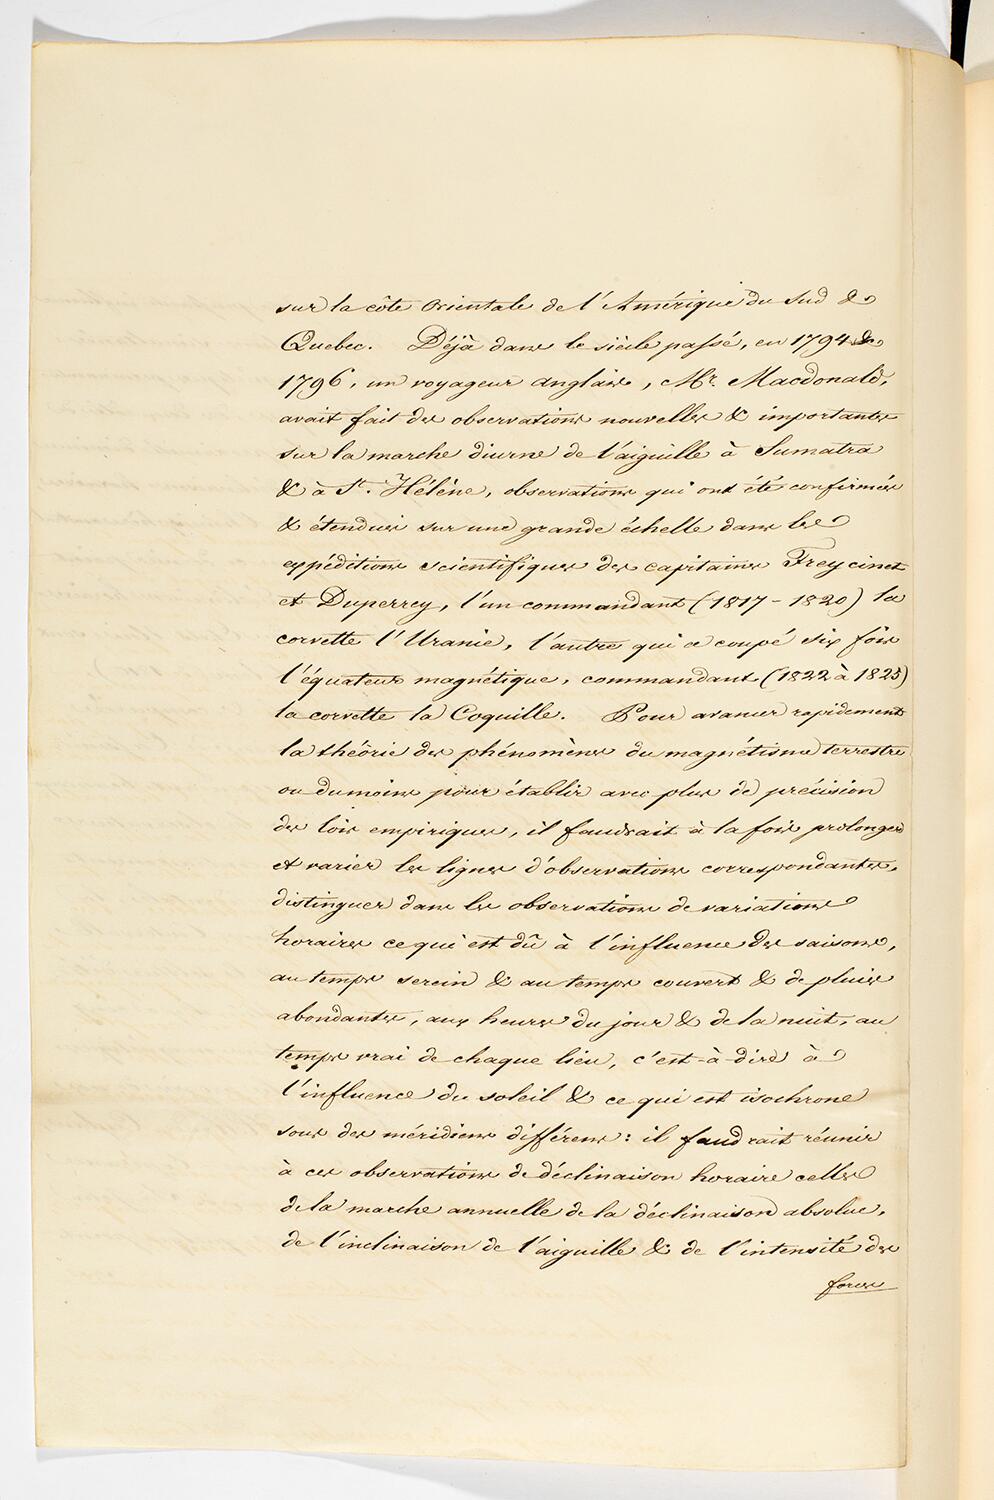 sur la côte Orientale de l'Amérique du Sud &
Quebec. Déjà dans le siècle passé, en 1794 &
1796, un voyageur anglais, Mr. Macdonald,
avait fait des observations nouvelles & importantes
sur la marche diurne de l'aiguille à Sumatra
& à St. Hélène, observations qui ont été confirmées
& étendues sur une grande échelle dans les
expéditions scientifiques des capitaines Freycinet
et Duperrey, l'un commandant (1817 - 1820) la
corvette l'Uranie, l'autre qui a coupé six fois
l'équateur magnétique, commandant (1822 à 1825)
la corvette la Coquille. Pour avancer rapidement
la théorie des phénomènes du magnétisme terrestre
ou du moins pour établir avec plus de précision
des lois empiriques, il faudrait à la fois prolonger
et varier les lignes d'observations correspondantes,
distinguer dans les observations de variations
horaires ce qui est dû à l'influence des saisons,
au temps serein & au temps couvert & de pluies
abondantes, aux heures du jour & de la nuit, au
temps vrai de chaque lieu, c'est-à-dire à
l'influence du soleil & ce qui est isochrone
sous des méridiens différens: il faudrait réunir
à ces observations de déclinaison horaire celles
de la marche annuelle de la déclinaison absolue,
de l'inclinaison de l'aiguille & de l'intensité des
forces